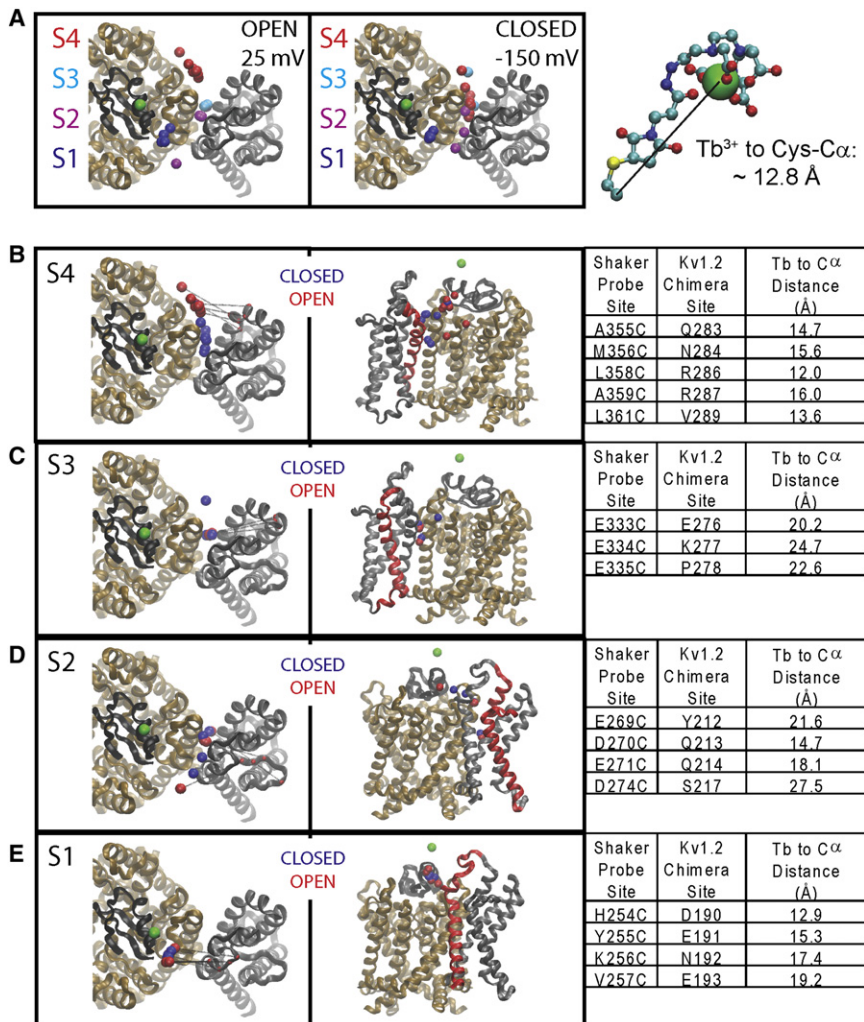 A
S4
S3
S2
S1
OPEN
25 mV
S4
S3
S2
S1
CLOSED
-150 mV
Tb3+ to Cys-Cα:
~ 12.8 Å
B
S4
CLOSED
OPEN
Shaker Probe Site | Kv1.2 Chimera Site | Tb to Cα Distance (Å)
A355C | Q283 | 14.7
M356C | N284 | 15.6
L358C | R286 | 12.0
A359C | R287 | 16.0
L361C | V289 | 13.6
C
S3
CLOSED
OPEN
Shaker Probe Site | Kv1.2 Chimera Site | Tb to Cα Distance (Å)
E333C | E276 | 20.2
E334C | K277 | 24.7
E335C | P278 | 22.6
D
S2
CLOSED
OPEN
Shaker Probe Site | Kv1.2 Chimera Site | Tb to Cα Distance (Å)
E269C | Y212 | 21.6
D270C | Q213 | 14.7
E271C | Q214 | 18.1
D274C | S217 | 27.5
E
S1
CLOSED
OPEN
Shaker Probe Site | Kv1.2 Chimera Site | Tb to Cα Distance (Å)
H254C | D190 | 12.9
Y255C | E191 | 15.3
K256C | N192 | 17.4
V257C | E193 | 19.2